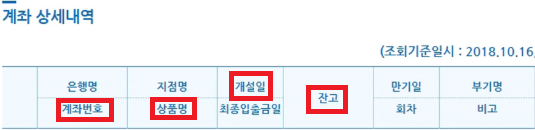 계좌 상세내역
(조회기준일시 : 2018.10.16
은행명 지점명 개설일 잔고 만기일 부기명
계좌번호 상품명 최종입출금일 회차 비고